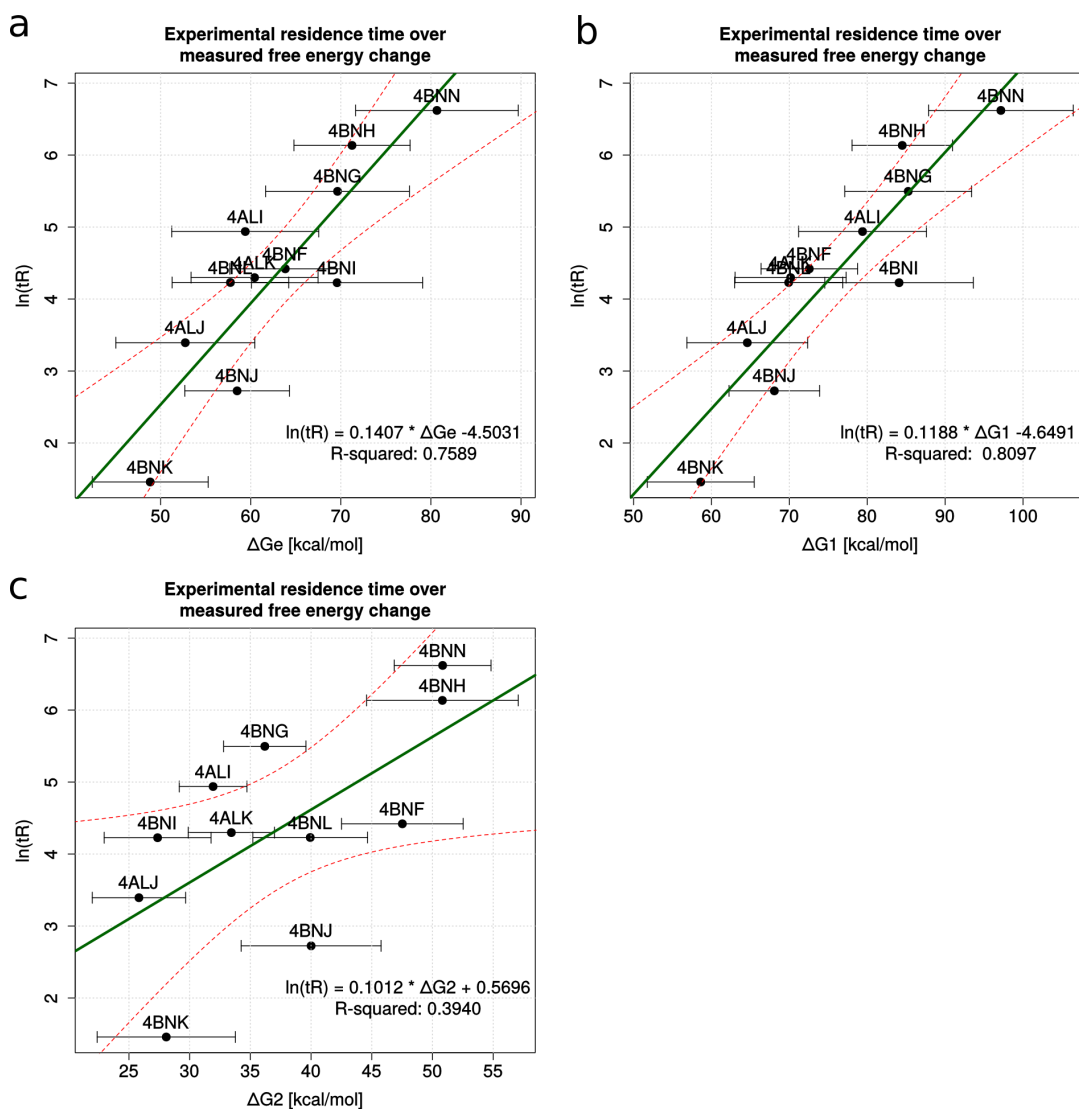 a
Experimental residence time over
measured free energy change
7
6
5
4
3
2
ln(tR)
4BNN
4BNH
4BNG
4ALI
4BNF
4ALK
4BNL
4BNI
4ALJ
4BNJ
4BNK
ln(tR) = 0.1407 * ΔGe -4.5031
R-squared: 0.7589
50 60 70 80 90
ΔGe [kcal/mol]
b
Experimental residence time over
measured free energy change
7
6
5
4
3
2
ln(tR)
4BNN
4BNH
4BNG
4ALI
4BNF
4ALK
4BNL
4BNI
4ALJ
4BNJ
4BNK
ln(tR) = 0.1188 * ΔG1 -4.6491
R-squared: 0.8097
50 60 70 80 90 100
ΔG1 [kcal/mol]
c
Experimental residence time over
measured free energy change
7
6
5
4
3
2
ln(tR)
4BNN
4BNH
4BNG
4ALI
4BNF
4ALK
4BNL
4BNI
4ALJ
4BNJ
4BNK
ln(tR) = 0.1012 * ΔG2 + 0.5696
R-squared: 0.3940
25 30 35 40 45 50 55
ΔG2 [kcal/mol]